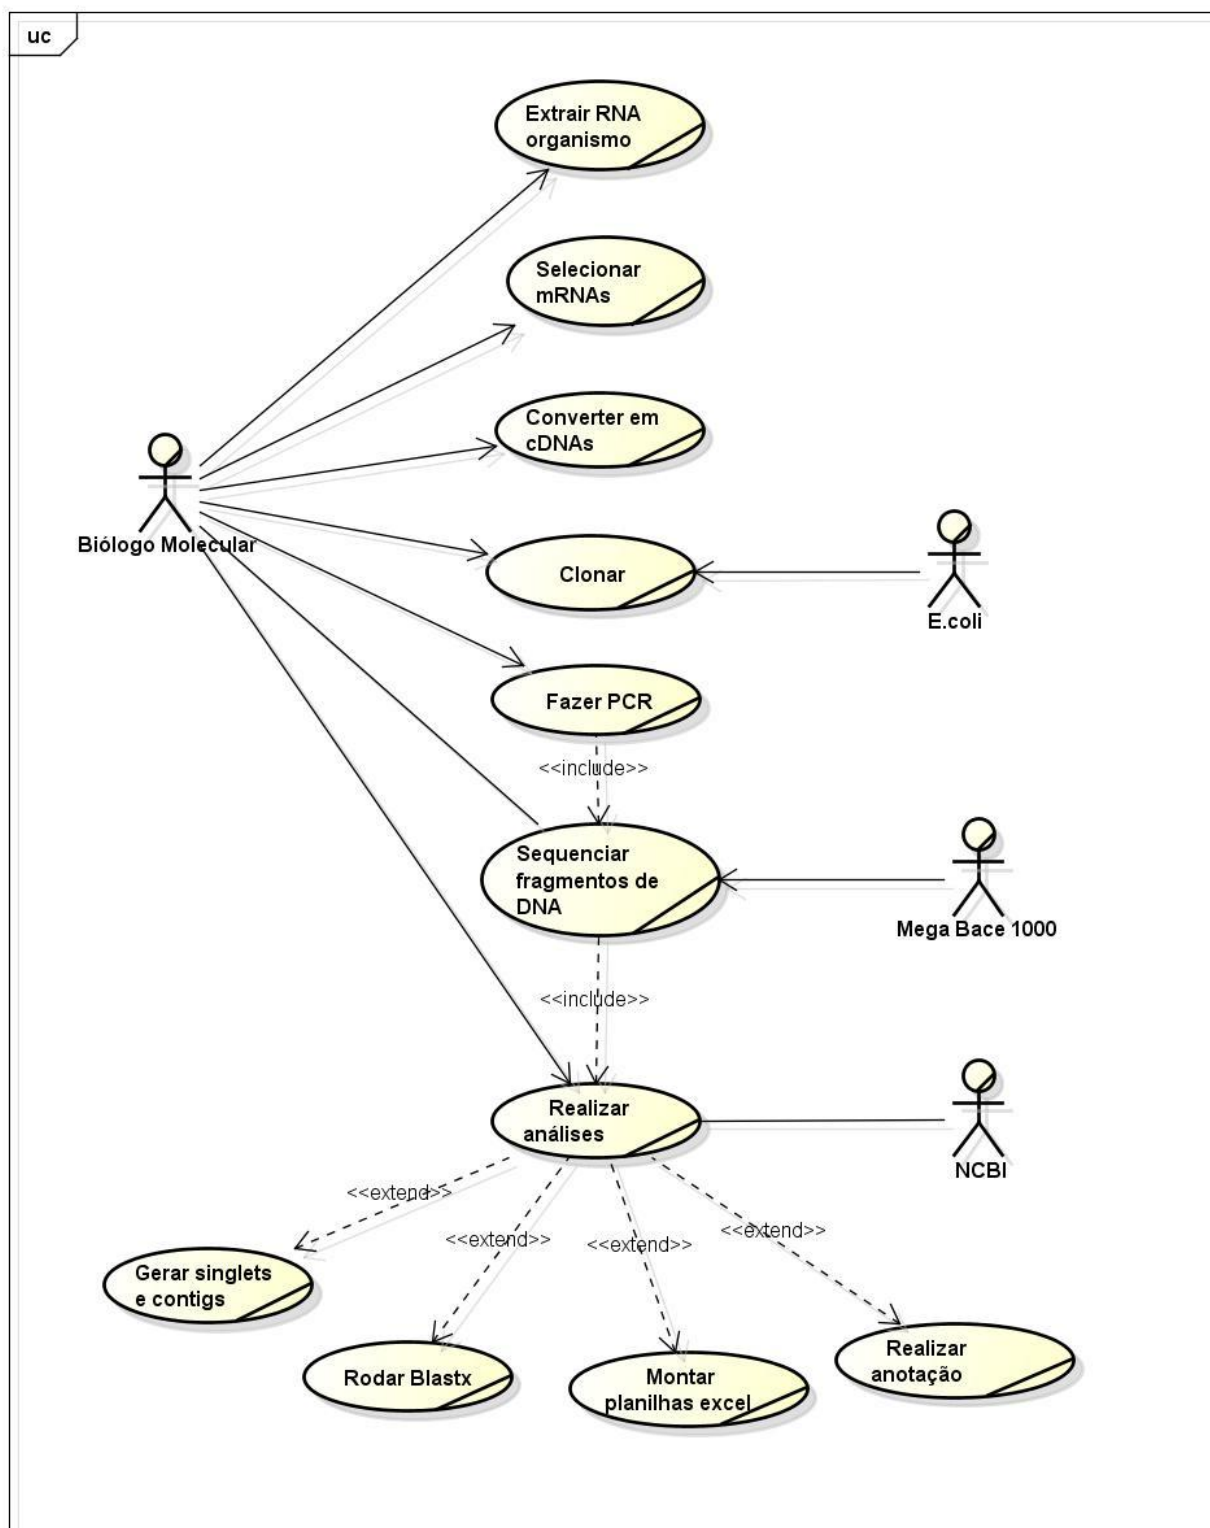 uc
Extrair RNA
organismo
Selecionar
mRNAs
Converter em
cDNAs
Biólogo Molecular
Clonar
E.coli
Fazer PCR
<<include>>
Sequenciar
fragmentos de
DNA
Mega Bace 1000
<<include>>
Realizar
análises
NCBI
<<extend>>
<<extend>>
<<extend>>
<<extend>>
Gerar singlets
e contigs
Rodar Blastx
Montar
planilhas excel
Realizar
anotação